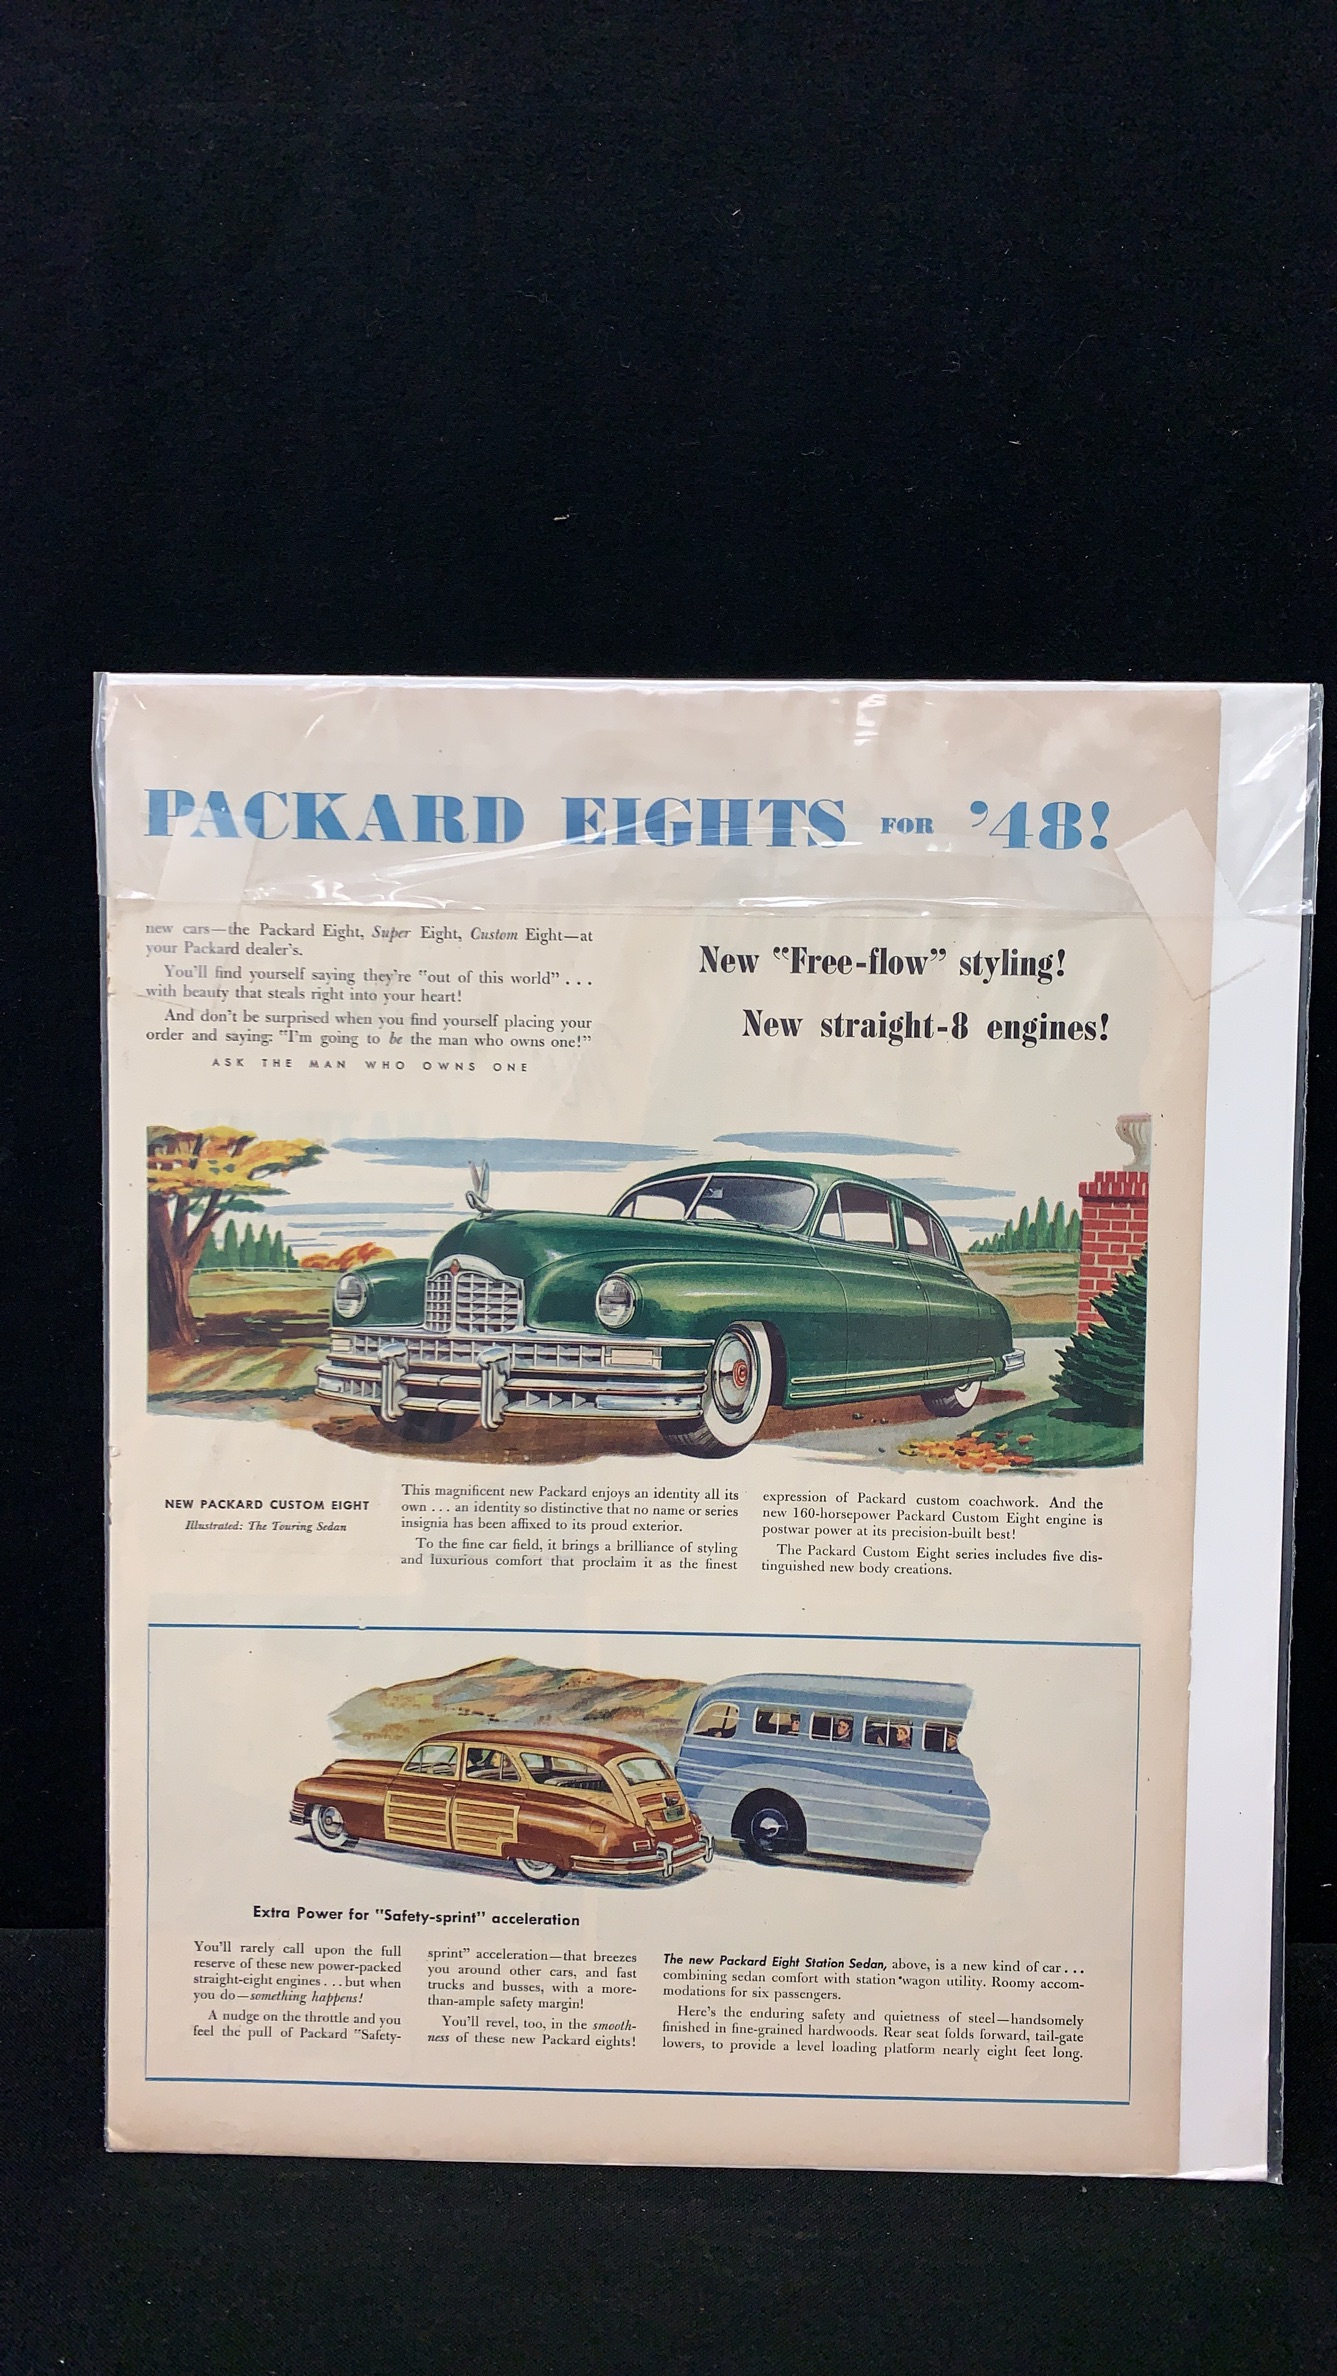 PACKARD EIGHTS FOR '48!
new cars—the Packard Eight, Super Eight, Custom Eight—at
your Packard dealer's.
You'll find yourself saying they're "out of this world" . . .
with beauty that steals right into your heart!
And don't be surprised when you find yourself placing your
order and saying: "I'm going to be the man who owns one!"
ASK THE MAN WHO OWNS ONE
New "Free-flow" styling!
New straight-8 engines!
NEW PACKARD CUSTOM EIGHT
Illustrated: The Touring Sedan
This magnificent new Packard enjoys an identity all its
own . . . an identity so distinctive that no name or series
insignia has been affixed to its proud exterior.
To the fine car field, it brings a brilliance of styling
and luxurious comfort that proclaim it as the finest
expression of Packard custom coachwork. And the
new 160-horsepower Packard Custom Eight engine is
postwar power at its precision-built best!
The Packard Custom Eight series includes five dis-
tinguished new body creations.
Extra Power for "Safety-sprint" acceleration
You'll rarely call upon the full
reserve of these new power-packed
straight-eight engines . . . but when
you do—something happens!
A nudge on the throttle and you
feel the pull of Packard "Safety-
sprint" acceleration—that breezes
you around other cars, and fast
trucks and busses, with a more-
than-ample safety margin!
You'll revel, too, in the smooth-
ness of these new Packard eights!
The new Packard Eight Station Sedan, above, is a new kind of car . . .
combining sedan comfort with station wagon utility. Roomy accom-
modations for six passengers.
Here's the enduring safety and quietness of steel—handsomely
finished in fine-grained hardwoods. Rear seat folds forward, tail-gate
lowers, to provide a level loading platform nearly eight feet long.